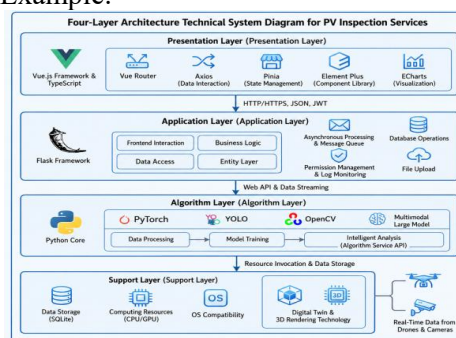 Example:
Four-Layer Architecture Technical System Diagram for PV Inspection Services
Presentation Layer (Presentation Layer)
Vue.js Framework &
TypeScript
Vue Router
Axios
(Data Interaction)
Pinia
(State Management)
Element Plus
(Component Library)
ECharts
(Visualization)
HTTP/HTTPS, JSON, JWT
Application Layer (Application Layer)
Flask Framework
Frontend Interaction
Business Logic
Data Access
Entity Layer
Asynchronous Processing
& Message Queue
Database Operations
Permission Management
& Log Monitoring
File Upload
Web API & Data Streaming
Algorithm Layer (Algorithm Layer)
Python Core
PyTorch
YOLO
OpenCV
Multimodal
Large Model
Data Processing
Model Training
Intelligent Analysis
(Algorithm Service API)
Resource Invocation & Data Storage
Support Layer (Support Layer)
Data Storage
(SQLite)
Computing Resources
(CPU/GPU)
OS
OS Compatibility
3D
Digital Twin &
3D Rendering Technology
Real-Time Data from
Drones & Cameras